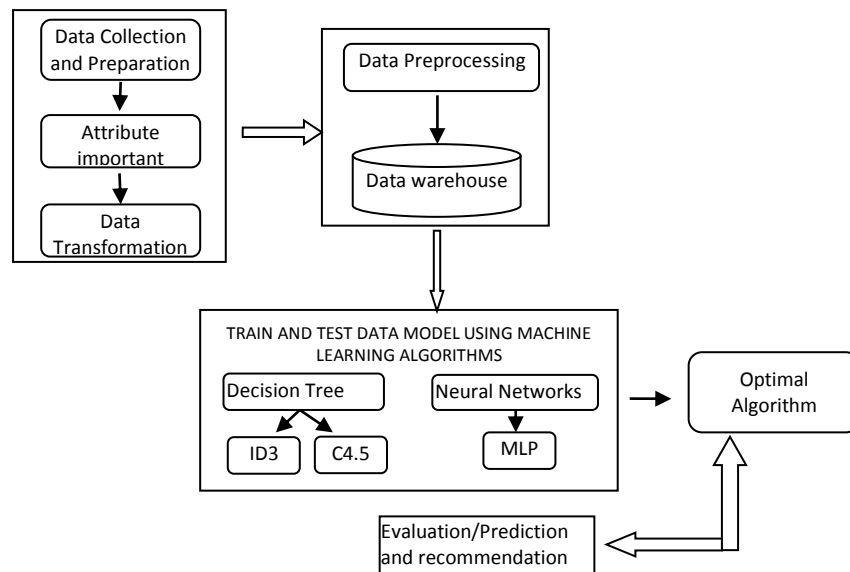 Data Collection
and Preparation
Attribute
important
Data
Transformation
Data Preprocessing
Data warehouse
TRAIN AND TEST DATA MODEL USING MACHINE
LEARNING ALGORITHMS
Decision Tree
Neural Networks
ID3
C4.5
MLP
Optimal
Algorithm
Evaluation/Prediction
and recommendation